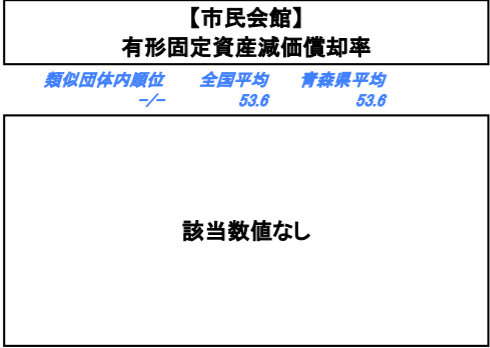 【市民会館】
有形固定資産減価償却率
類似団体内順位 全国平均 青森県平均
-/- 53.6 53.6
該当数値なし